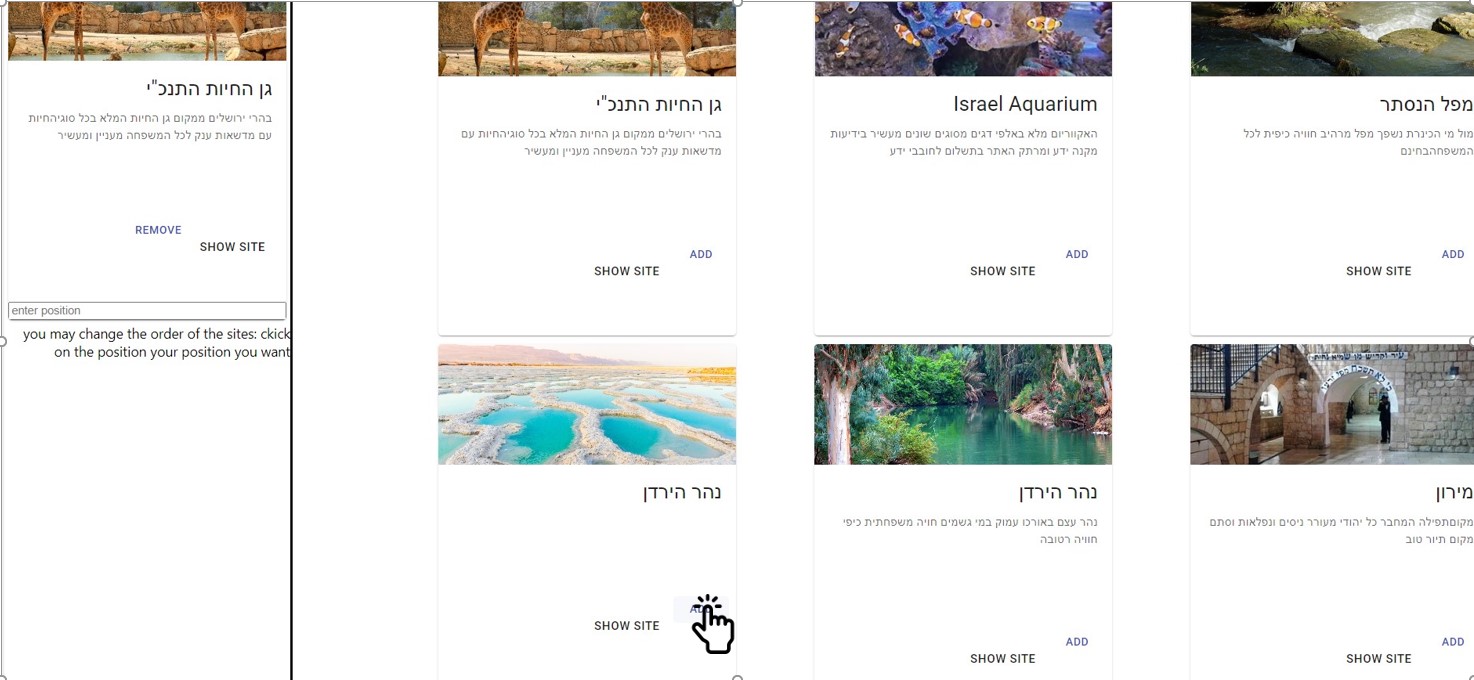 גן החיות התנכ"י
בהרי ירושלים ממקום גן החיות המלא בכל סוגיהחיות
עם מדשאות ענק לכל המשפחה מעניין ומעשיר
REMOVE
SHOW SITE
enter position
you may change the order of the sites: ckick
on the position your position you want
גן החיות התנכ"י
בהרי ירושלים ממקום גן החיות המלא בכל סוגיהחיות עם
מדשאות ענק לכל המשפחה מעניין ומעשיר
ADD
SHOW SITE
Israel Aquarium
האקווריום מלא באלפי דגים מסוגים שונים מעשיר בידיעות
מקנה ידע ומרתק האתר בתשלום לחובבי ידע
ADD
SHOW SITE
מפל הנסתר
מול מי הכינרת נשפך מפל מרהיב חוויה כיפית לכל
המשפחהבחינם
ADD
SHOW SITE
נהר הירדן
SHOW SITE
נהר הירדן
נהר עצם באורכו עמוק במי גשמים חויה משפחתית כיפי
חוויה רטובה
ADD
SHOW SITE
מירון
מקוםתפילה המחבר כל יהודי מעורר ניסים ונפלאות וסתם
מקום תיור טוב
ADD
SHOW SITE